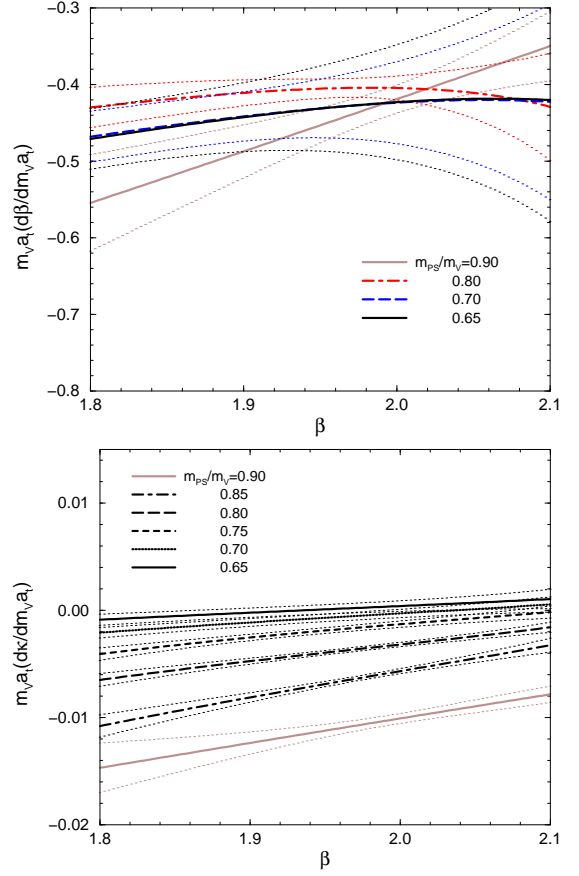 −0.3
−0.4
−0.5
−0.6
−0.7
−0.8
m_V a_t(dβ/dm_V a_t)
m_PS/m_V=0.90
0.80
0.70
0.65
1.8 1.9 2.0 2.1
β
0.01
0.00
−0.01
−0.02
m_V a_t(dκ/dm_V a_t)
m_PS/m_V=0.90
0.85
0.80
0.75
0.70
0.65
1.8 1.9 2.0 2.1
β